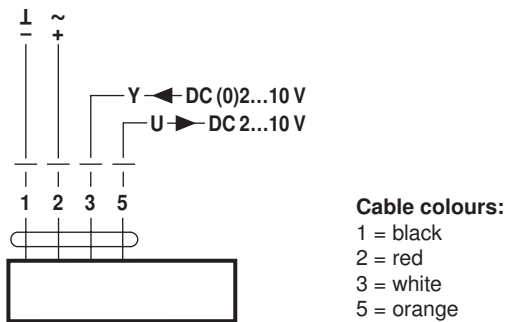 ⊥ ~
– +
Y DC (0)2…10 V
U DC 2…10 V
1 2 3 5
Cable colours:
1 = black
2 = red
3 = white
5 = orange